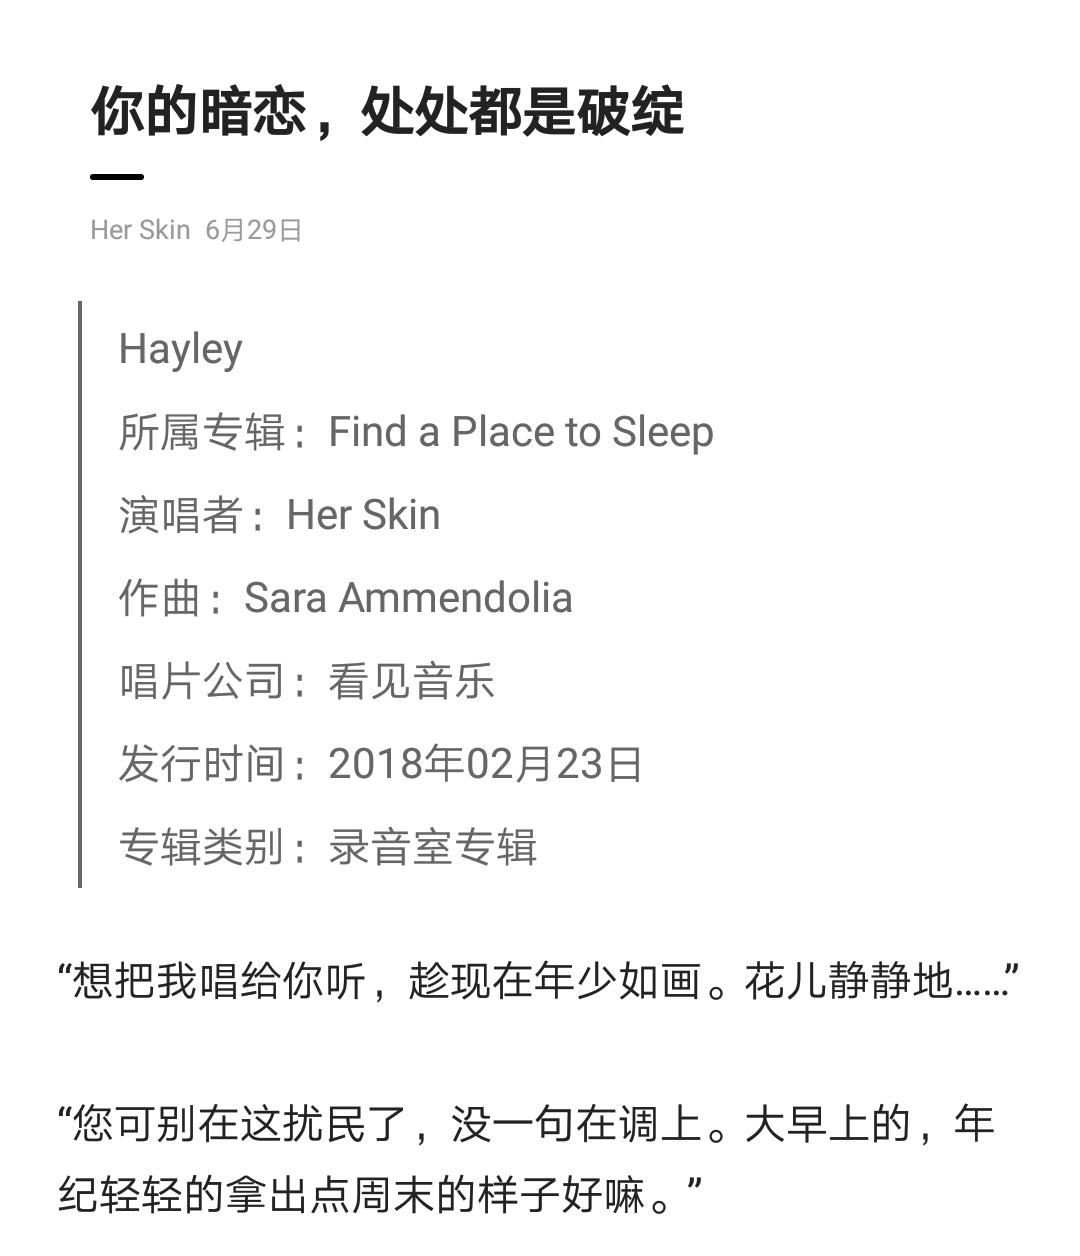 你的暗恋，处处都是破绽
Her Skin 6月29日
Hayley
所属专辑：Find a Place to Sleep
演唱者：Her Skin
作曲：Sara Ammendolia
唱片公司：看见音乐
发行时间：2018年02月23日
专辑类别：录音室专辑
“想把我唱给你听，趁现在年少如画。花儿静静地……”
“您可别在这扰民了，没一句在调上。大早上的，年
纪轻轻的拿出点周末的样子好嘛。”